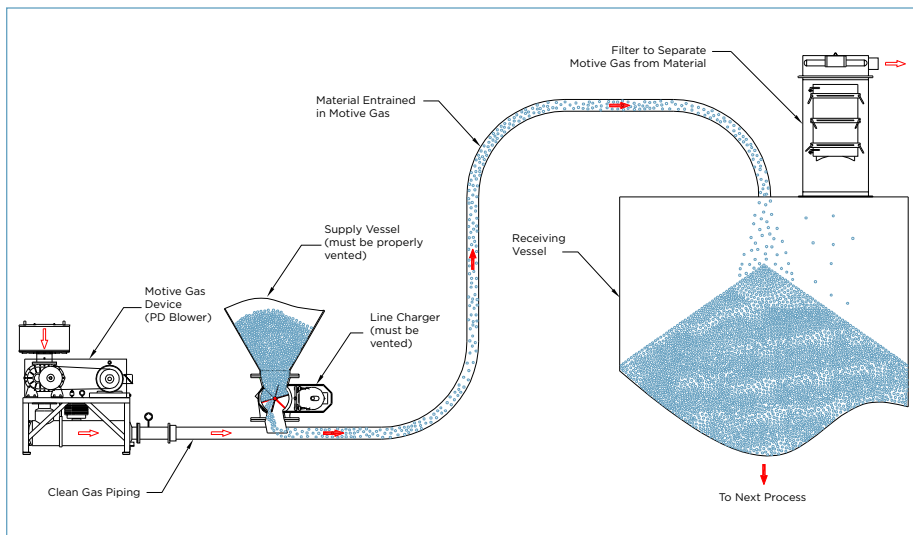 Filter to Separate
Motive Gas from Material
Material Entrained
in Motive Gas
Supply Vessel
(must be properly
vented)
Receiving
Vessel
Motive Gas
Device
(PD Blower)
Line Charger
(must be
vented)
Clean Gas Piping
To Next Process